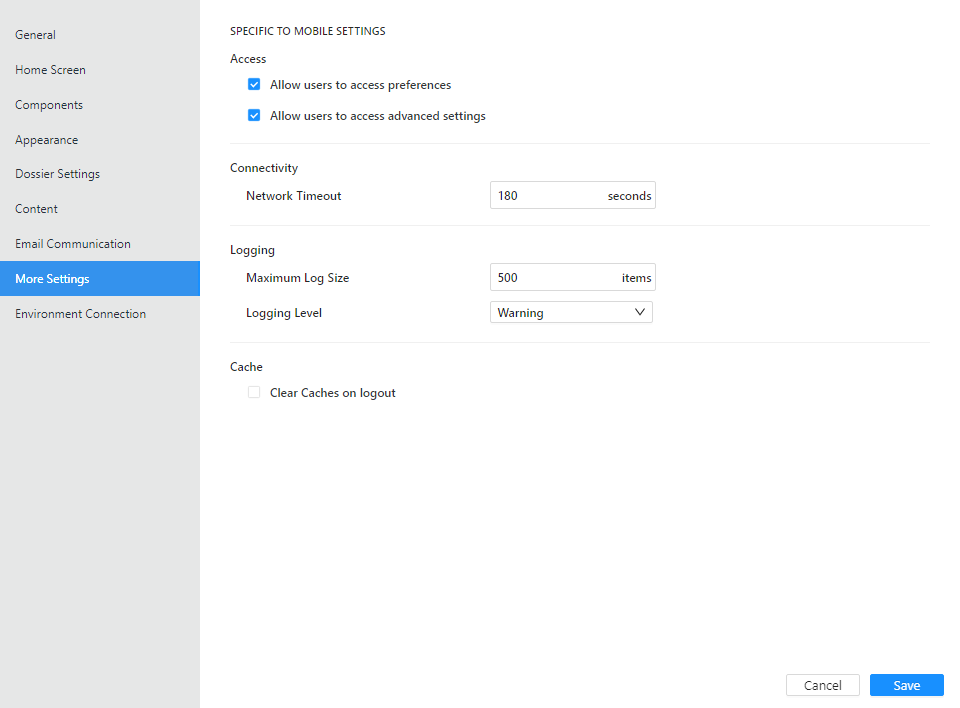 General
Home Screen
Components
Appearance
Dossier Settings
Content
Email Communication
More Settings
Environment Connection
SPECIFIC TO MOBILE SETTINGS
Access
Allow users to access preferences
Allow users to access advanced settings
Connectivity
Network Timeout 180 seconds
Logging
Maximum Log Size 500 items
Logging Level Warning
Cache
Clear Caches on logout
Cancel Save